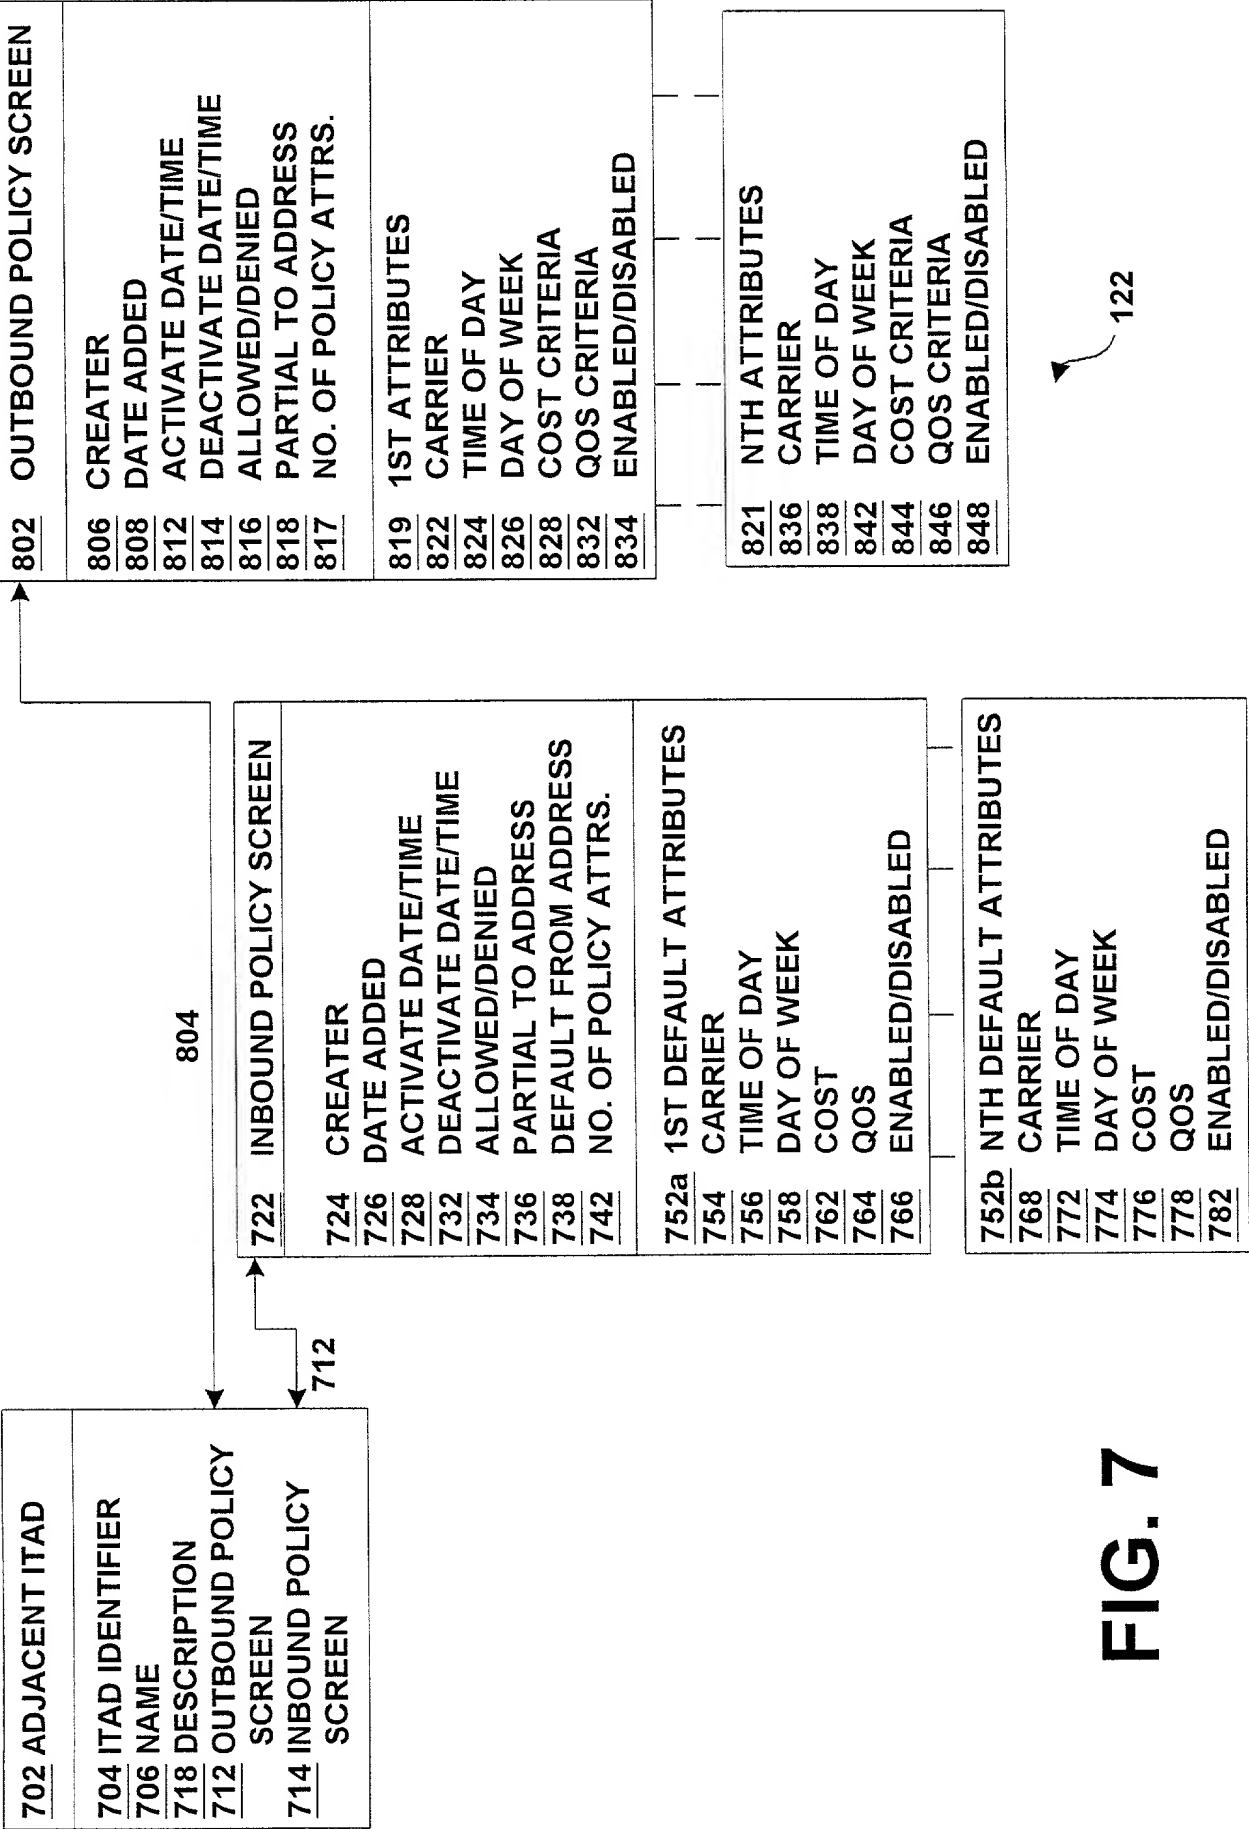 702 ADJACENT ITAD
704 ITAD IDENTIFIER
706 NAME
718 DESCRIPTION
712 OUTBOUND POLICY
SCREEN
714 INBOUND POLICY
SCREEN
804
712
722 INBOUND POLICY SCREEN
724 CREATER
726 DATE ADDED
728 ACTIVATE DATE/TIME
732 DEACTIVATE DATE/TIME
734 ALLOWED/DENIED
736 PARTIAL TO ADDRESS
738 DEFAULT FROM ADDRESS
742 NO. OF POLICY ATTRS.
752a 1ST DEFAULT ATTRIBUTES
754 CARRIER
756 TIME OF DAY
758 DAY OF WEEK
762 COST
764 QOS
766 ENABLED/DISABLED
752b NTH DEFAULT ATTRIBUTES
768 CARRIER
772 TIME OF DAY
774 DAY OF WEEK
776 COST
778 QOS
782 ENABLED/DISABLED
802 OUTBOUND POLICY SCREEN
806 CREATER
808 DATE ADDED
812 ACTIVATE DATE/TIME
814 DEACTIVATE DATE/TIME
816 ALLOWED/DENIED
818 PARTIAL TO ADDRESS
817 NO. OF POLICY ATTRS.
819 1ST ATTRIBUTES
822 CARRIER
824 TIME OF DAY
826 DAY OF WEEK
828 COST CRITERIA
832 QOS CRITERIA
834 ENABLED/DISABLED
821 NTH ATTRIBUTES
836 CARRIER
838 TIME OF DAY
842 DAY OF WEEK
844 COST CRITERIA
846 QOS CRITERIA
848 ENABLED/DISABLED
122
FIG. 7